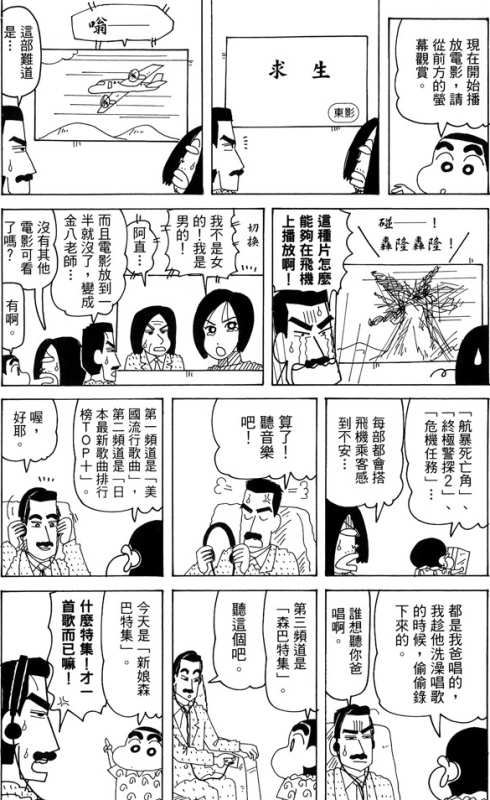 現在開始播
放電影，請
從前方的螢
幕觀賞。
求生
東影
嗡——
這部難道
是…
碰——！
轟隆轟隆！
這種片怎麼
能夠在飛機
上播放啊！
切換
我不是女
的！我是
男的！
阿直…
而且電影放到一
半就沒了，變成
金八老師…
沒有其他
電影可看
了嗎？
有啊。
「航暴死亡角」、
「終極警探2」、
「危機任務」…
每部都會搭
飛機乘客感
到不安…
算了！
聽音樂
吧！
第一頻道是「美
國流行歌曲」，
第二頻道是「日
本最新歌曲排行
榜TOP十」。
喔，
好耶。
都是我爸唱的，
我趁他洗澡唱歌
的時候，偷偷錄
下來的。
誰想聽你爸
唱啊。
第三頻道是
「森巴特集」。
聽這個吧。
今天是「新娘森
巴特集」。
什麼特集！才一
首歌而已嘛！